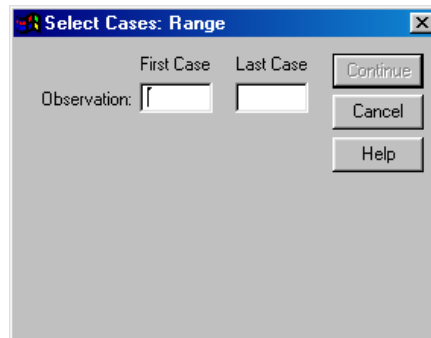 Select Cases: Range
First Case Last Case Continue
Observation: Cancel
Help